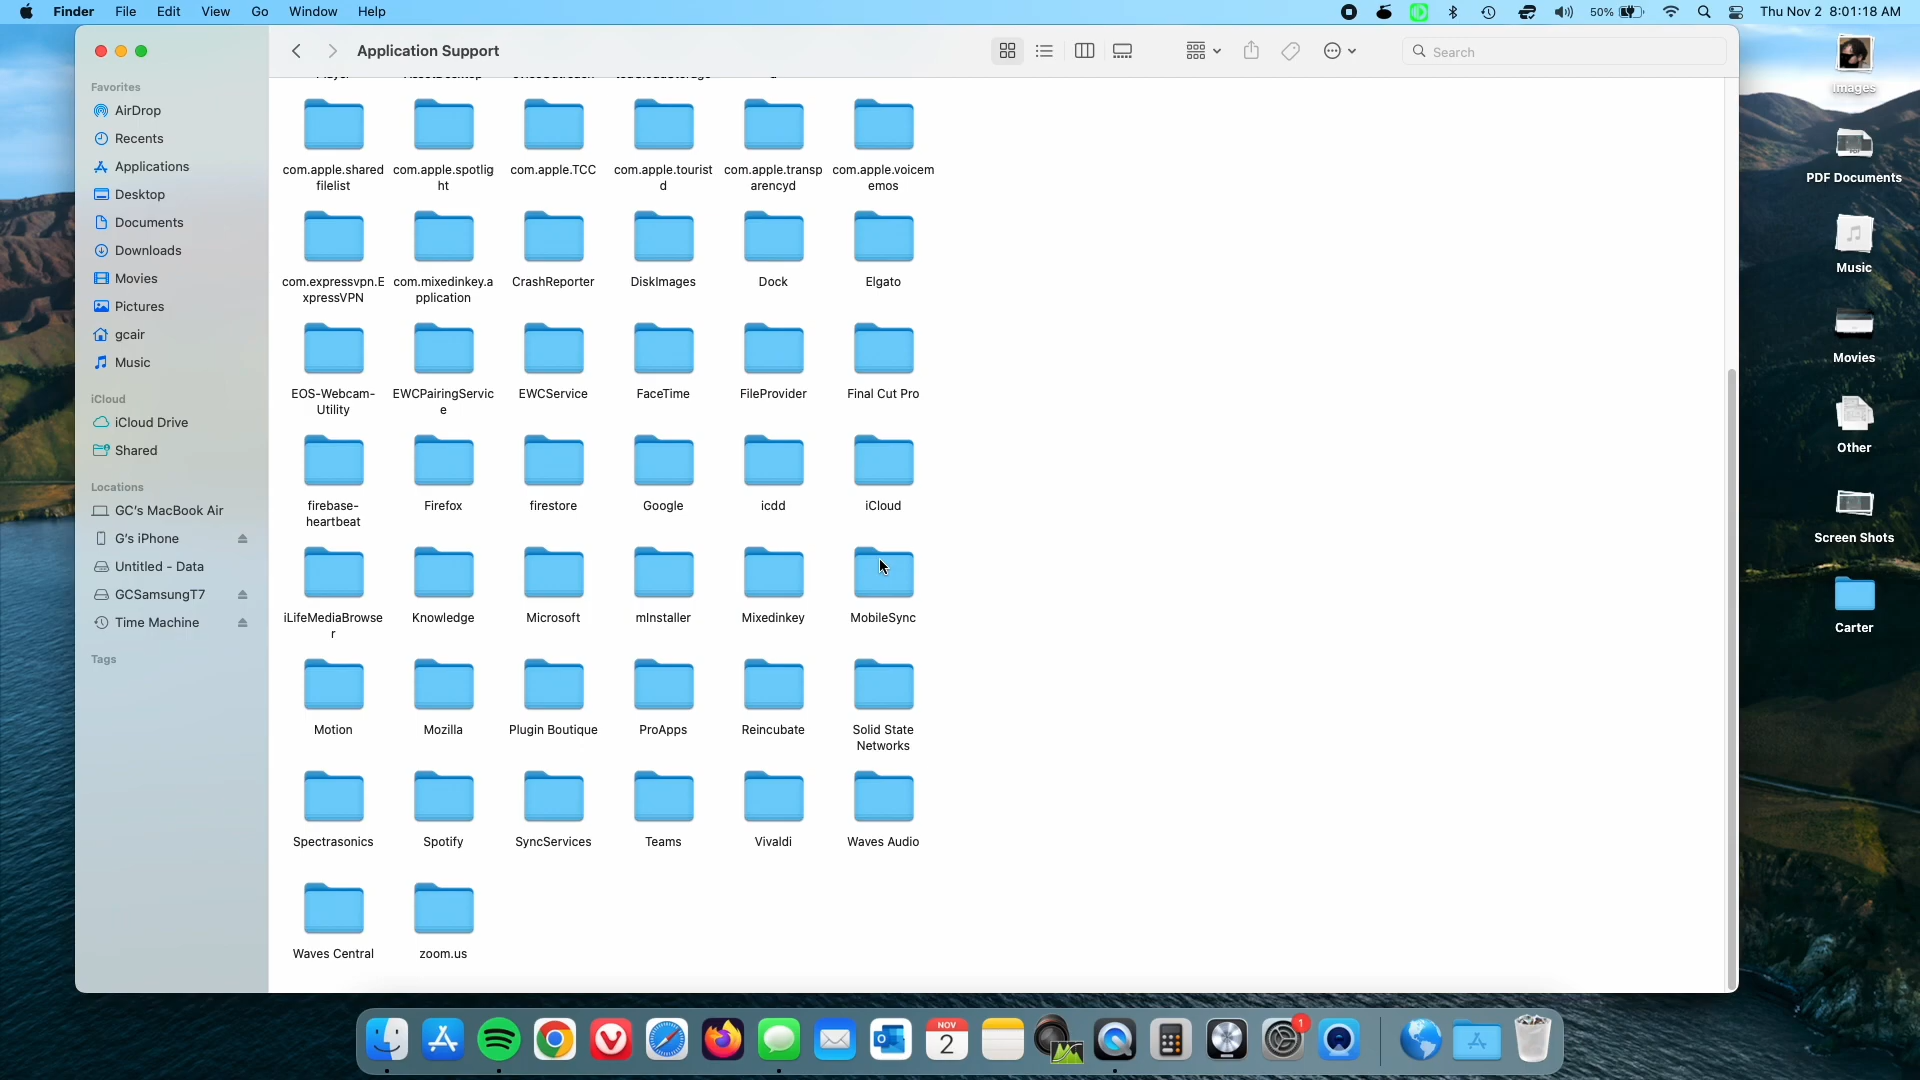 Finder File Edit View Go Window Help
50% Thu Nov 2 8:01:18 AM
Application Support
Search
Favorites
AirDrop
Recents
Applications
Desktop
Documents
Downloads
Movies
Pictures
gcair
Music
iCloud
iCloud Drive
Shared
Locations
GC's MacBook Air
G's iPhone
Untitled - Data
GCSamsungT7
Time Machine
Tags
com.apple.shared com.apple.spotlig com.apple.TCC com.apple.tourist com.apple.transp com.apple.voicem
filelist ht d arencyd emos
com.expressvpn.E com.mixedinkey.a CrashReporter DiskImages Dock Elgato
xpressVPN pplication
EOS-Webcam- EWCPairingServic EWCService FaceTime FileProvider Final Cut Pro
Utility e
firebase- Firefox firestore Google icdd iCloud
heartbeat
iLifeMediaBrowse Knowledge Microsoft mInstaller Mixedinkey MobileSync
r
Motion Mozilla Plugin Boutique ProApps Reincubate Solid State
Networks
Spectrasonics Spotify SyncServices Teams Vivaldi Waves Audio
Waves Central zoom.us
Images
PDF
PDF Documents
Music
Movies
Other
Screen Shots
Carter
NOV
2
1